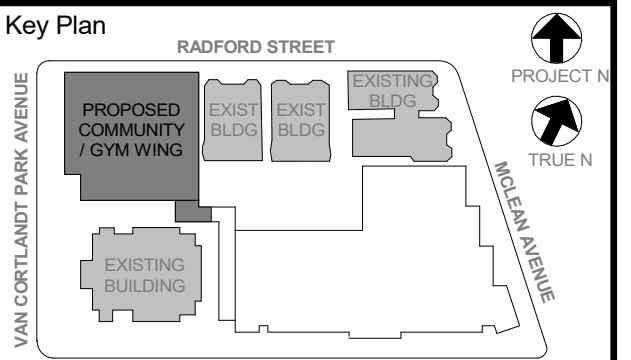 Key Plan
RADFORD STREET
PROJECT N
TRUE N
VAN CORTLANDT PARK AVENUE
PROPOSED
COMMUNITY
/ GYM WING
EXIST
BLDG
EXIST
BLDG
EXISTING
BLDG
MCLEAN AVENUE
EXISTING
BUILDING